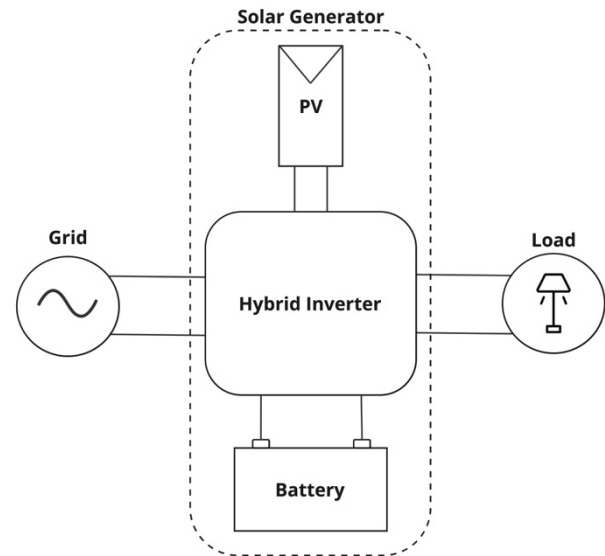 Solar Generator
PV
Grid
Load
Hybrid Inverter
Battery